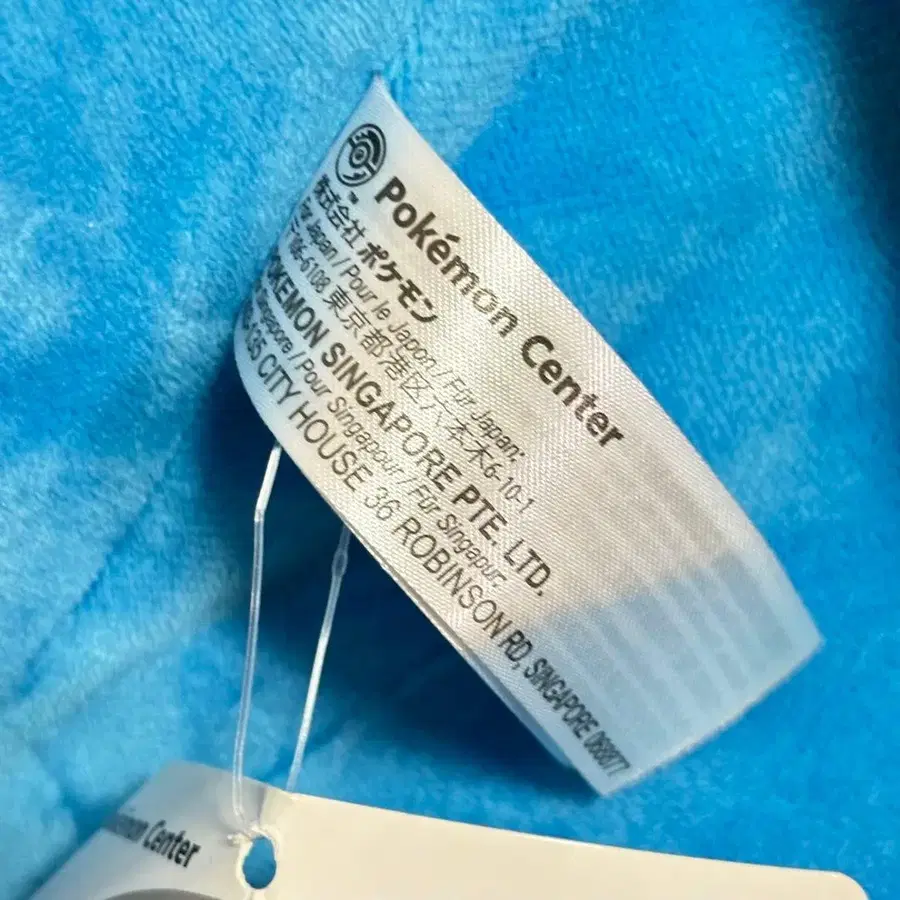 Pokémon Center
株式会社 ポケモン
For Japan / Pour le Japon / Für Japan:
106-6108 東京都港区六本木6-10-1
POKEMON SINGAPORE PTE. LTD.
Singapore / Pour Singapour / Für Singapur:
135 CITY HOUSE 36 ROBINSON RD, SINGAPORE 068877
Center